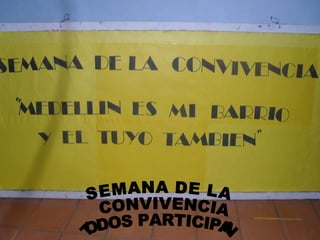 SEMANA DE LA CONVIVENCIA
"MEDELLIN ES MI BARRIO
Y EL TUYO TAMBIEN"
SEMANA DE LA
CONVIVENCIA
TODOS PARTICIPAN